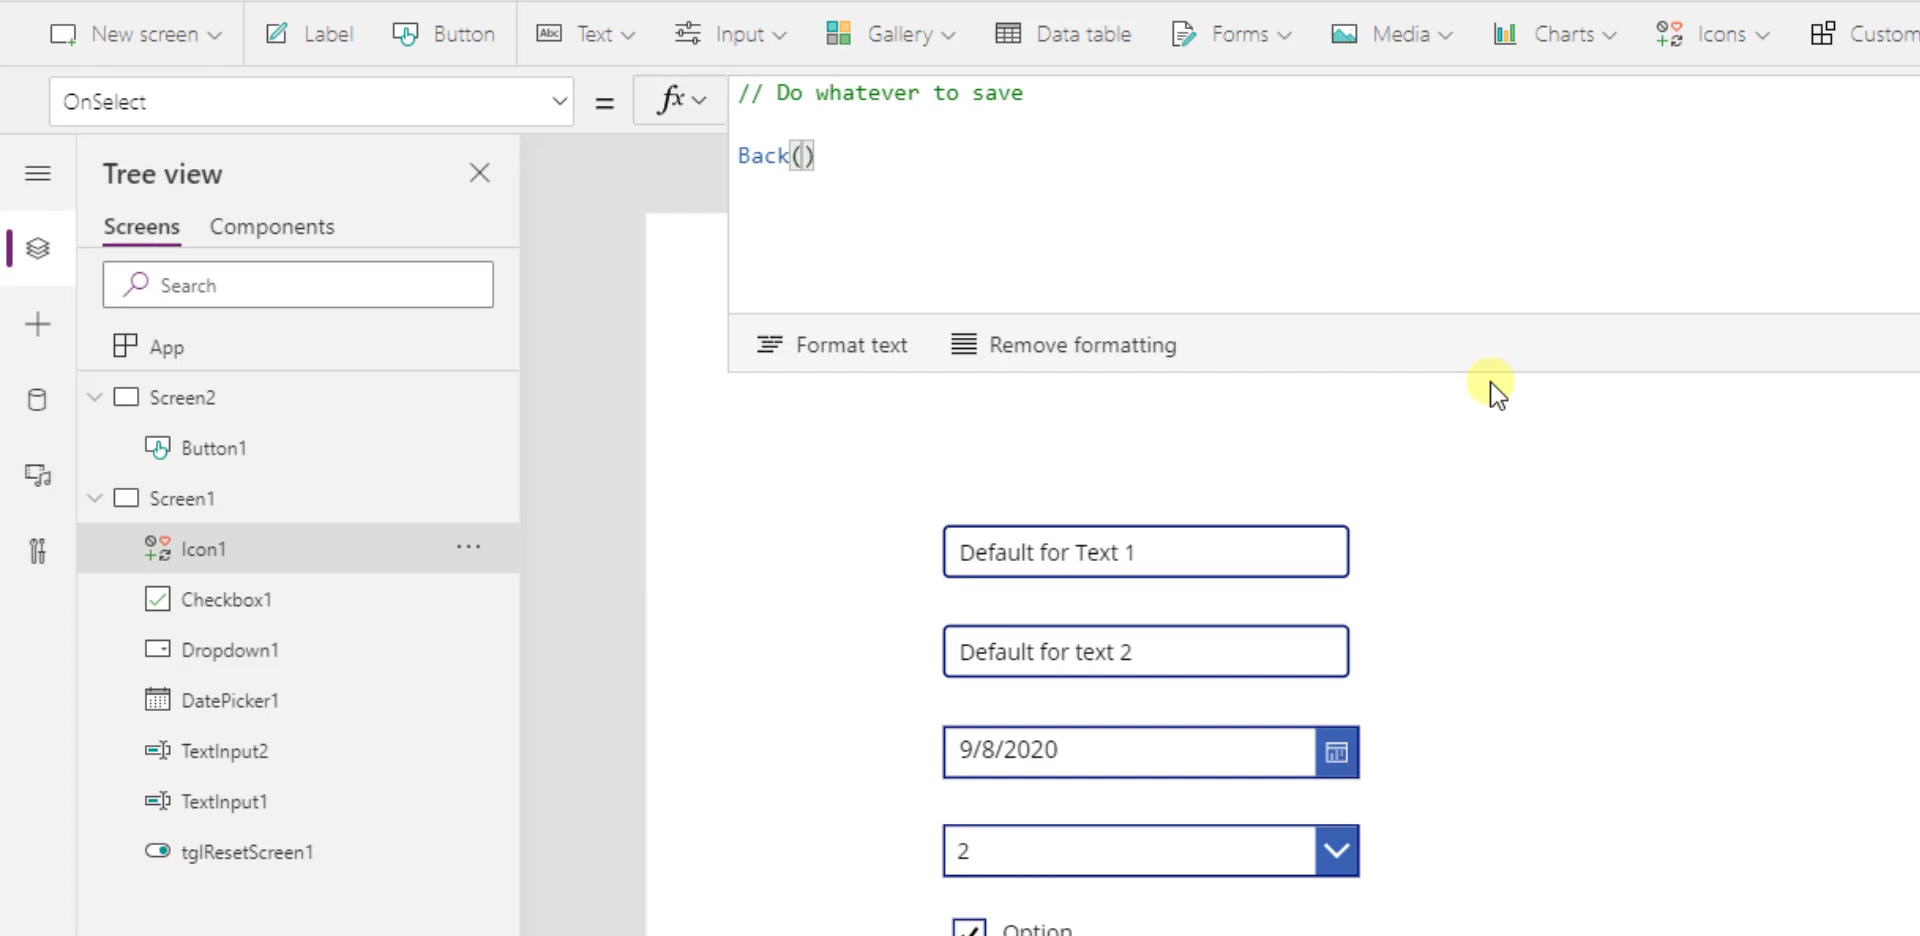 New screen Label Button Text Input Gallery Data table Forms Media Charts Icons Custom
OnSelect = fx // Do whatever to save
Back()
Tree view
Screens Components
Search
Format text Remove formatting
App
Screen2
Button1
Screen1
Icon1 ...
Checkbox1
Dropdown1
DatePicker1
TextInput2
TextInput1
tglResetScreen1
Default for Text 1
Default for text 2
9/8/2020
2
Option